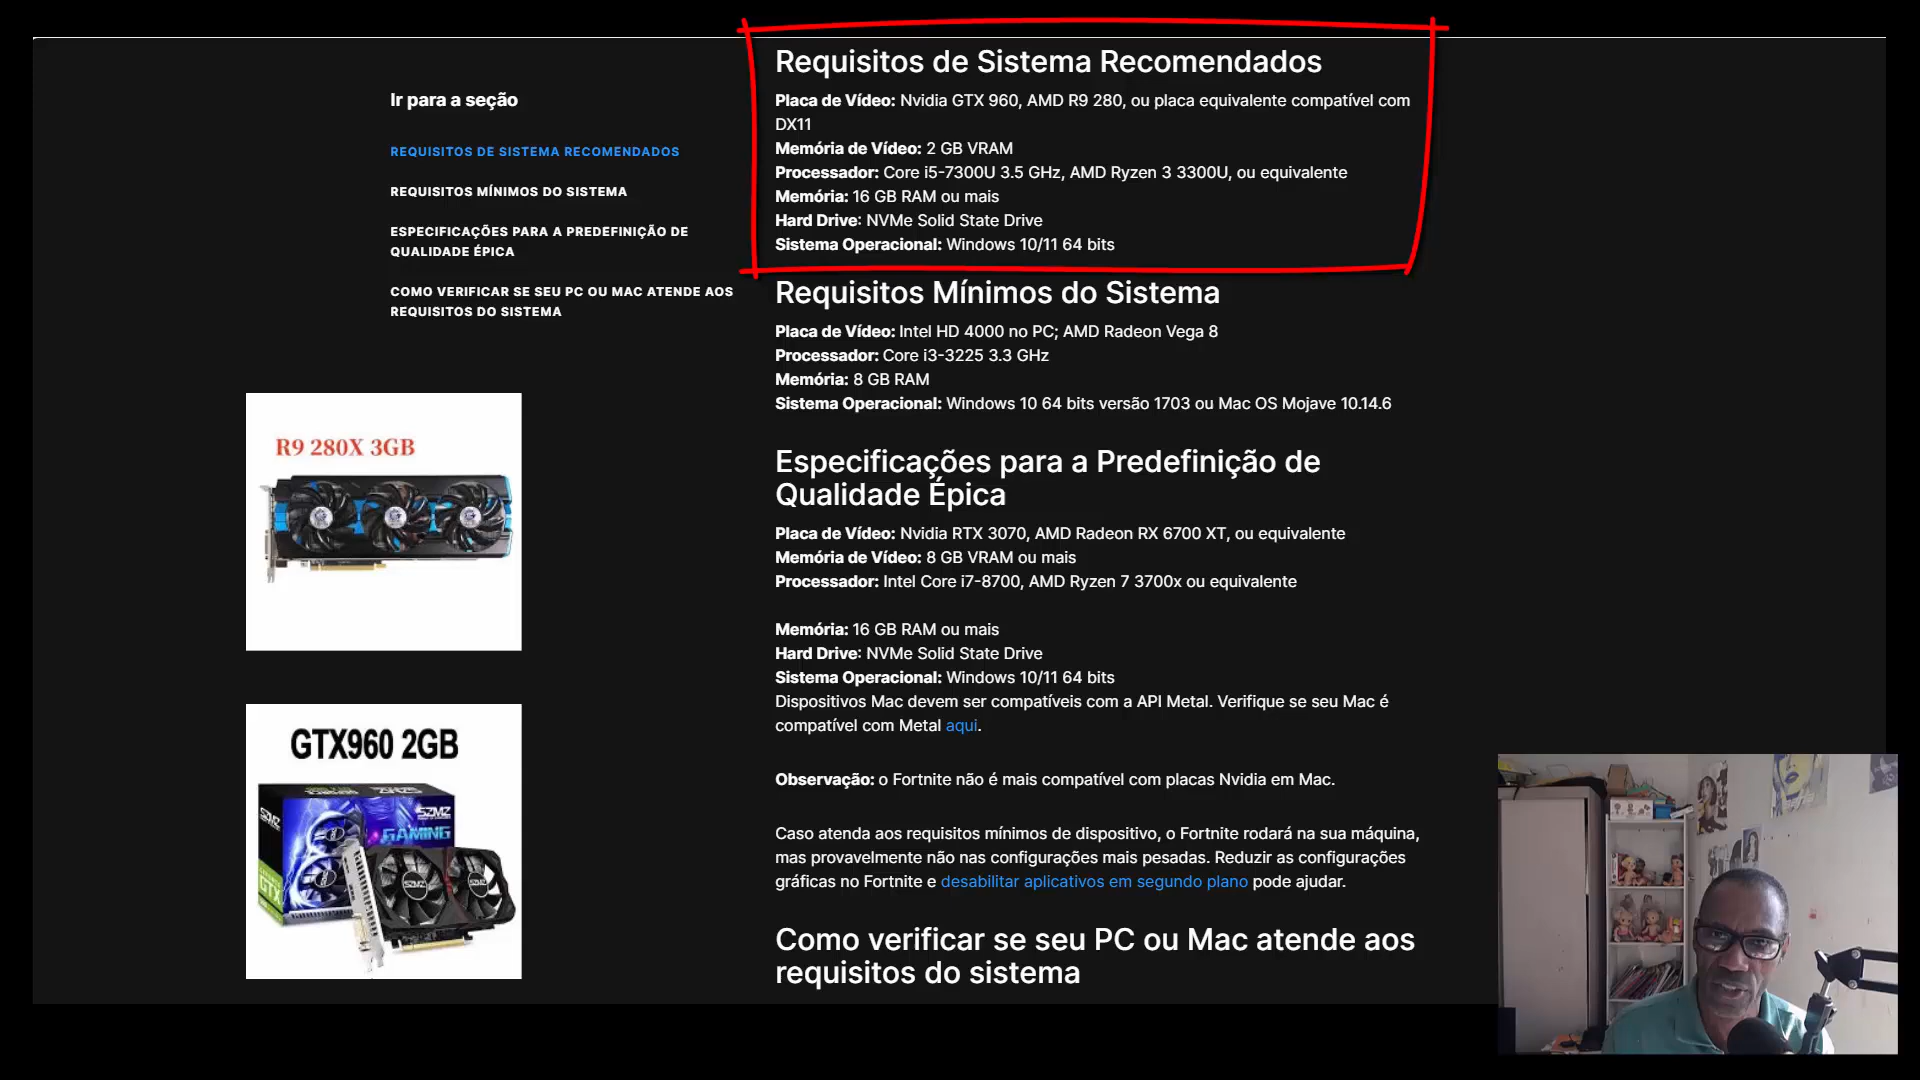 Ir para a seção
REQUISITOS DE SISTEMA RECOMENDADOS
REQUISITOS MÍNIMOS DO SISTEMA
ESPECIFICAÇÕES PARA A PREDEFINIÇÃO DE
QUALIDADE ÉPICA
COMO VERIFICAR SE SEU PC OU MAC ATENDE AOS
REQUISITOS DO SISTEMA
R9 280X 3GB
GTX960 2GB
SZMZ
GAMING
GTX
SZMZ
Requisitos de Sistema Recomendados
Placa de Vídeo: Nvidia GTX 960, AMD R9 280, ou placa equivalente compatível com
DX11
Memória de Vídeo: 2 GB VRAM
Processador: Core i5-7300U 3.5 GHz, AMD Ryzen 3 3300U, ou equivalente
Memória: 16 GB RAM ou mais
Hard Drive: NVMe Solid State Drive
Sistema Operacional: Windows 10/11 64 bits
Requisitos Mínimos do Sistema
Placa de Vídeo: Intel HD 4000 no PC; AMD Radeon Vega 8
Processador: Core i3-3225 3.3 GHz
Memória: 8 GB RAM
Sistema Operacional: Windows 10 64 bits versão 1703 ou Mac OS Mojave 10.14.6
Especificações para a Predefinição de
Qualidade Épica
Placa de Vídeo: Nvidia RTX 3070, AMD Radeon RX 6700 XT, ou equivalente
Memória de Vídeo: 8 GB VRAM ou mais
Processador: Intel Core i7-8700, AMD Ryzen 7 3700x ou equivalente
Memória: 16 GB RAM ou mais
Hard Drive: NVMe Solid State Drive
Sistema Operacional: Windows 10/11 64 bits
Dispositivos Mac devem ser compatíveis com a API Metal. Verifique se seu Mac é
compatível com Metal aqui.
Observação: o Fortnite não é mais compatível com placas Nvidia em Mac.
Caso atenda aos requisitos mínimos de dispositivo, o Fortnite rodará na sua máquina,
mas provavelmente não nas configurações mais pesadas. Reduzir as configurações
gráficas no Fortnite e desabilitar aplicativos em segundo plano pode ajudar.
Como verificar se seu PC ou Mac atende aos
requisitos do sistema